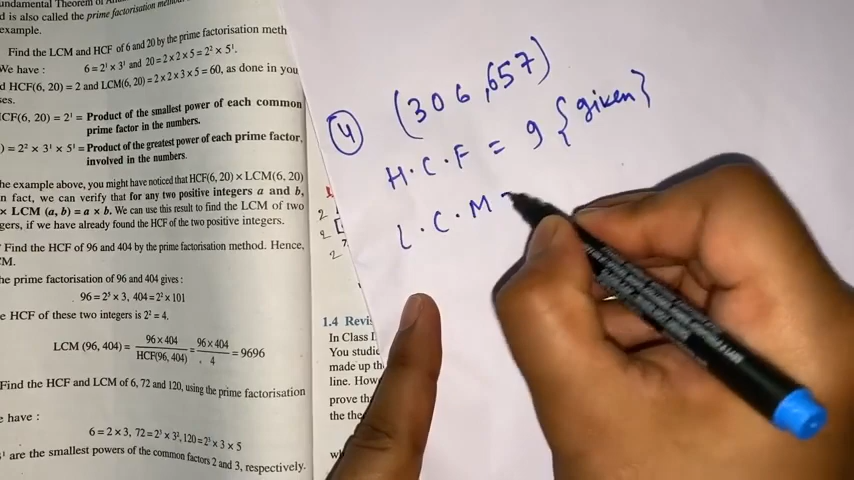 undamental Theorem of
d is also called the prime factorisation
example.
Find the LCM and HCF of 6 and 20 by the prime factorisation meth
We have : 6 = 2¹ × 3¹ and 20 = 2 × 2 × 5 = 2² × 5¹.
d HCF(6, 20) = 2 and LCM(6, 20) = 2 × 2 × 3 × 5 = 60, as done in you
ses.
CF(6, 20) = 2¹ = Product of the smallest power of each common
prime factor in the numbers.
) = 2² × 3¹ × 5¹ = Product of the greatest power of each prime factor,
involved in the numbers.
he example above, you might have noticed that HCF(6, 20) × LCM(6, 20)
n fact, we can verify that for any two positive integers a and b,
× LCM (a, b) = a × b. We can use this result to find the LCM of two
gers, if we have already found the HCF of the two positive integers.
Find the HCF of 96 and 404 by the prime factorisation method. Hence,
CM.
he prime factorisation of 96 and 404 gives :
96 = 2⁵ × 3, 404 = 2² × 101
e HCF of these two integers is 2² = 4.
LCM (96, 404) = 96 × 404 / HCF(96, 404) = 96 × 404 / 4 = 9696
Find the HCF and LCM of 6, 72 and 120, using the prime factorisation
e have :
6 = 2 × 3, 72 = 2³ × 3², 120 = 2³ × 3 × 5
¹ are the smallest powers of the common factors 2 and 3, respectively.
2
2
2
1.4 Revi
In Class I
You studie
made up th
line. How
prove tha
the the
4 (306, 657)
H.C.F = 9 {given}
L.C.M =